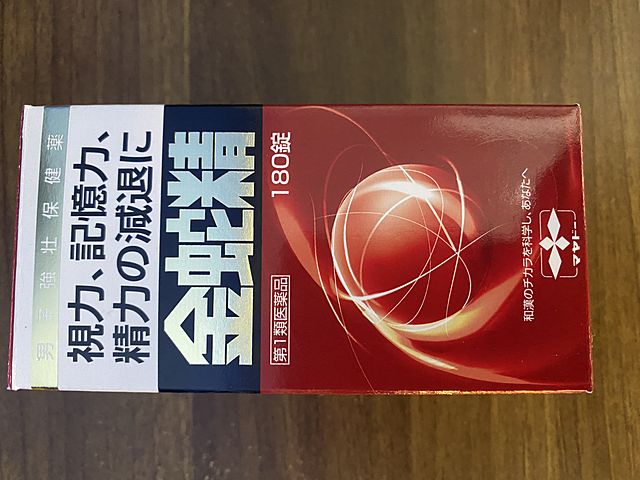 男子強壮保健薬
視力、記憶力、
精力の減退に
金蛇精
第1類医薬品
180錠
和漢のチカラを科学し、あなたへ
マヤドー